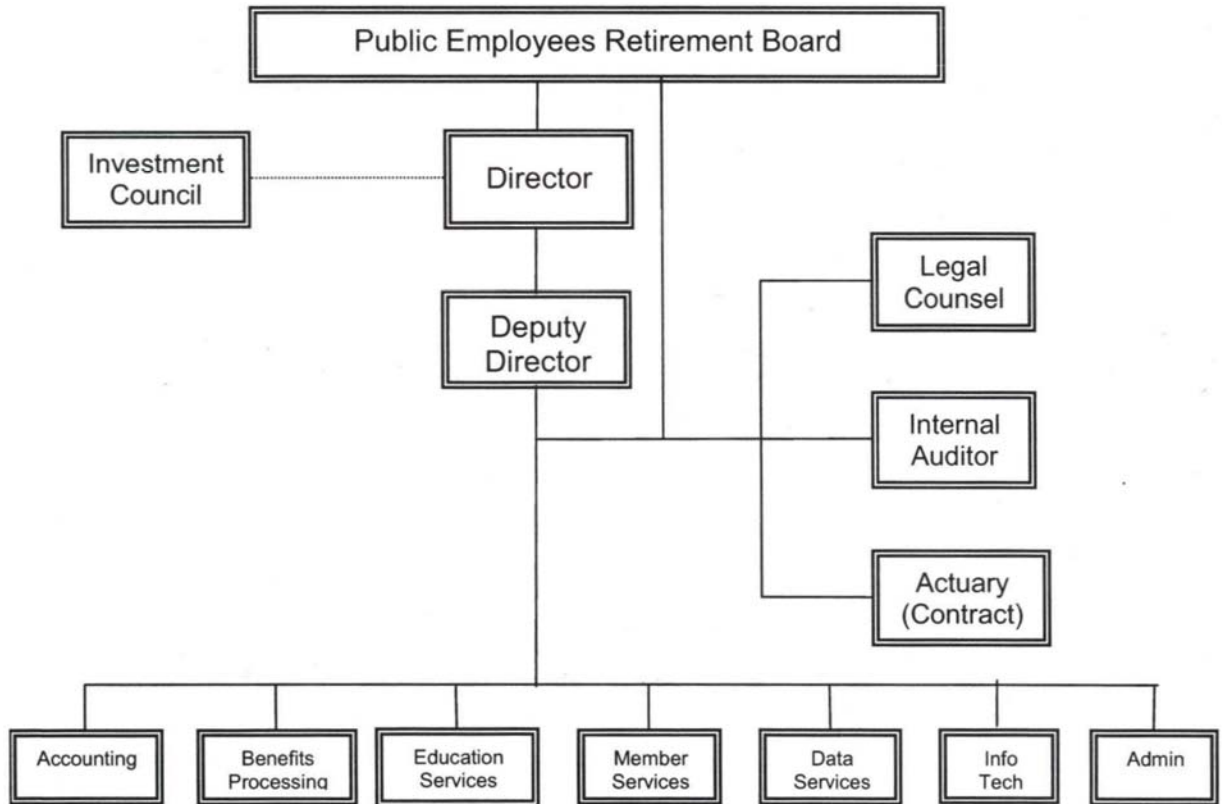 Public Employees Retirement Board
Investment
Council
Director
Deputy
Director
Legal
Counsel
Internal
Auditor
Actuary
(Contract)
Accounting
Benefits
Processing
Education
Services
Member
Services
Data
Services
Info
Tech
Admin